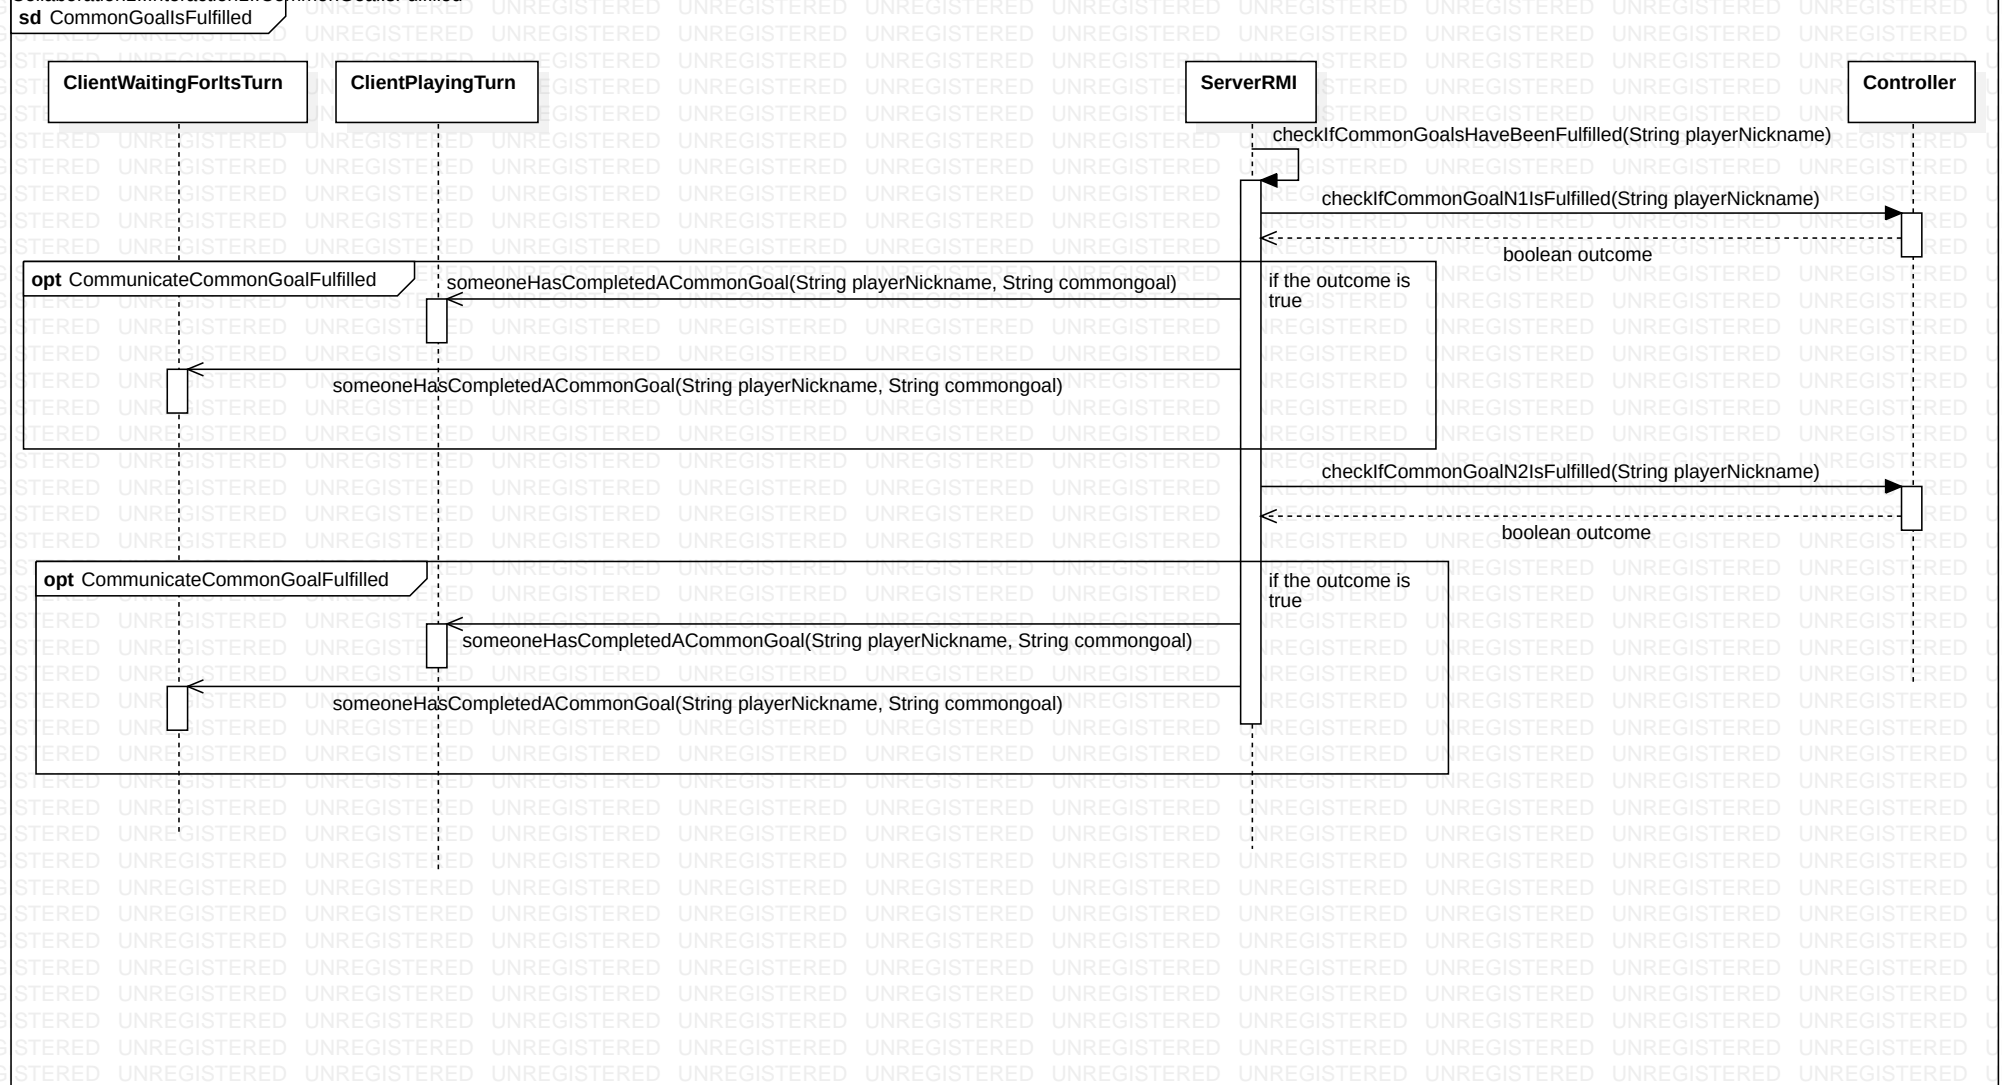 sd CommonGoalIsFulfilled
ClientWaitingForItsTurn
ClientPlayingTurn
ServerRMI
Controller
checkIfCommonGoalsHaveBeenFulfilled(String playerNickname)
checkIfCommonGoalN1IsFulfilled(String playerNickname)
boolean outcome
opt CommunicateCommonGoalFulfilled
someoneHasCompletedACommonGoal(String playerNickname, String commongoal)
if the outcome is
true
someoneHasCompletedACommonGoal(String playerNickname, String commongoal)
checkIfCommonGoalN2IsFulfilled(String playerNickname)
boolean outcome
opt CommunicateCommonGoalFulfilled
if the outcome is
true
someoneHasCompletedACommonGoal(String playerNickname, String commongoal)
someoneHasCompletedACommonGoal(String playerNickname, String commongoal)
UNREGISTERED